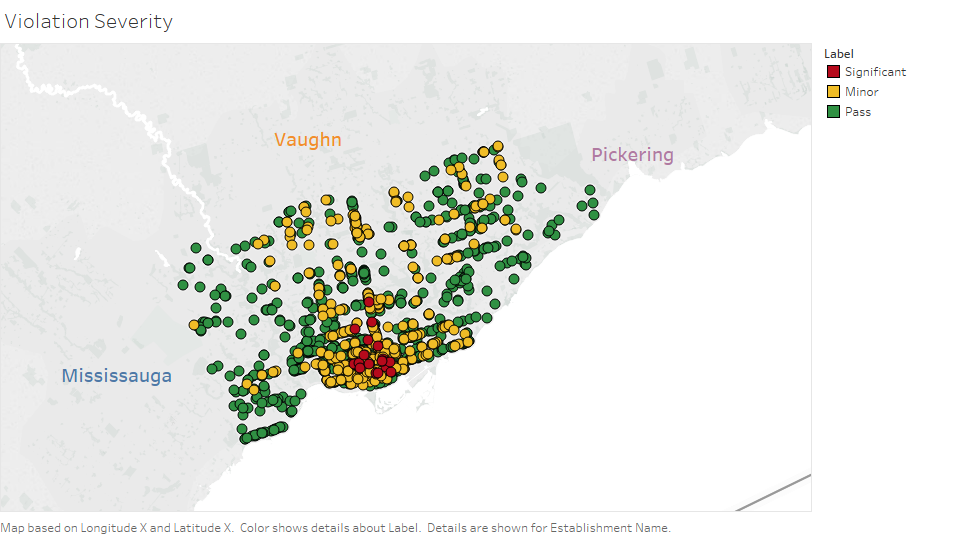 Violation Severity
Label
Significant
Minor
Pass
Vaughn
Pickering
Mississauga
Map based on Longitude X and Latitude X. Color shows details about Label. Details are shown for Establishment Name.